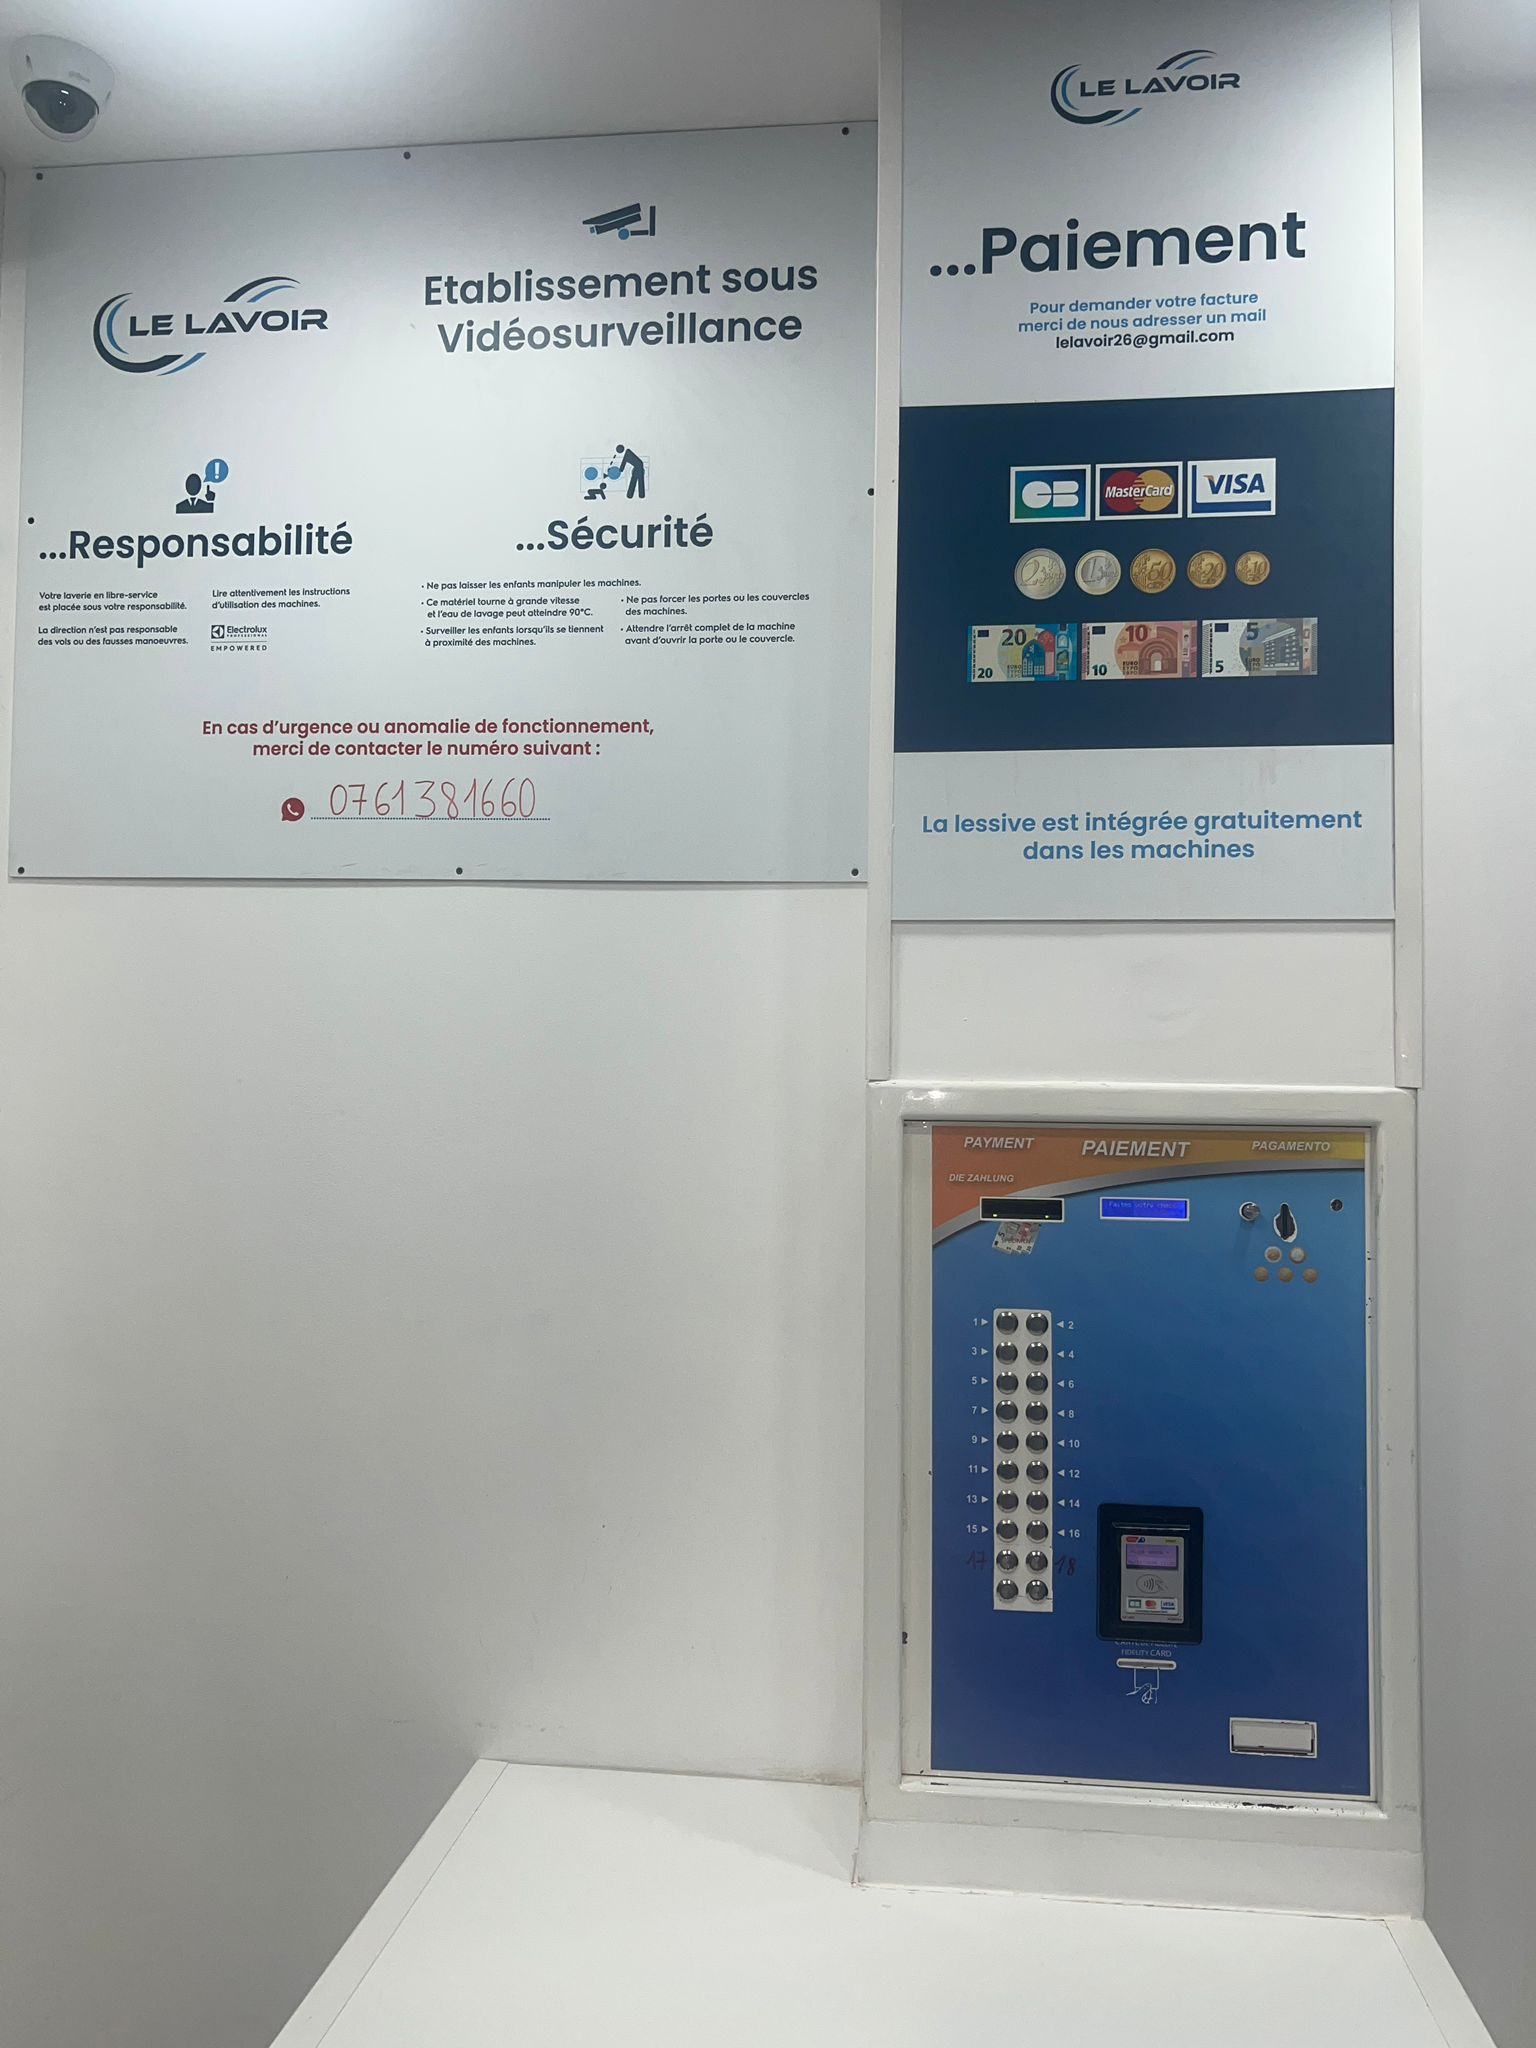 LE LAVOIR
Etablissement sous
Vidéosurveillance
...Responsabilité
Votre laverie en libre-service
est placée sous votre responsabilité.
La direction n'est pas responsable
des vols ou des fausses manoeuvres.
Lire attentivement les instructions
d'utilisation des machines.
Electrolux
PROFESSIONAL
EMPOWERED
...Sécurité
• Ne pas laisser les enfants manipuler les machines.
• Ce matériel tourne à grande vitesse
et l'eau de lavage peut atteindre 90°C.
• Surveiller les enfants lorsqu'ils se tiennent
à proximité des machines.
• Ne pas forcer les portes ou les couvercles
des machines.
• Attendre l'arrêt complet de la machine
avant d'ouvrir la porte ou le couvercle.
En cas d'urgence ou anomalie de fonctionnement,
merci de contacter le numéro suivant :
0761381660
LE LAVOIR
...Paiement
Pour demander votre facture
merci de nous adresser un mail
lelavoir26@gmail.com
CB MasterCard VISA
2 1 50 20 10
20 20 10 10 5 5
La lessive est intégrée gratuitement
dans les machines
PAYMENT PAIEMENT PAGAMENTO
DIE ZAHLUNG
Faites votre choix
1 2
3 4
5 6
7 8
9 10
11 12
13 14
15 16
17 18
CB VISA
FIDELITY CARD